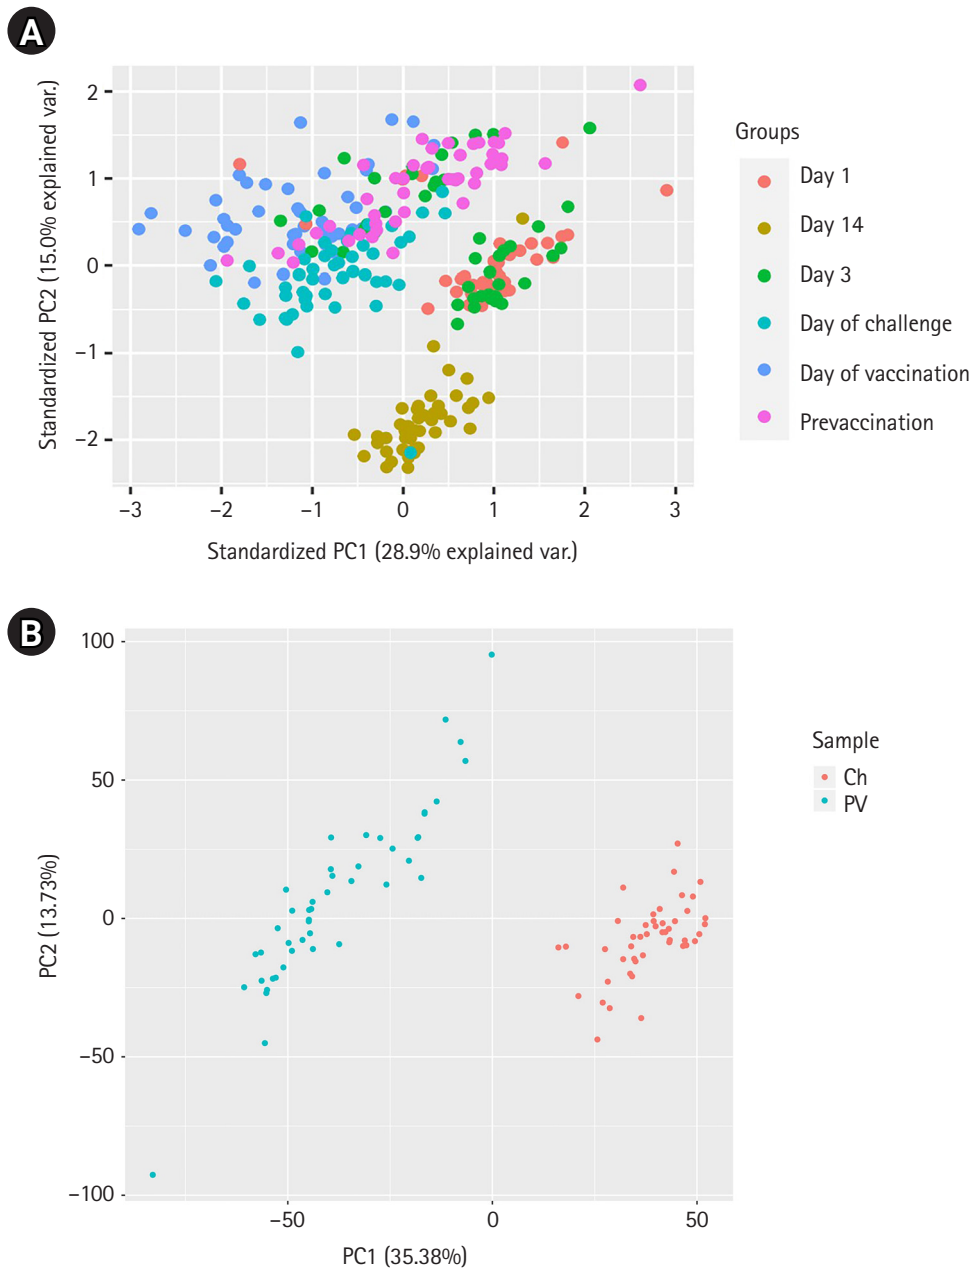 A
Standardized PC2 (15.0% explained var.)
2
1
0
−1
−2
−3
−2
−1
0
1
2
3
Standardized PC1 (28.9% explained var.)
Groups
Day 1
Day 14
Day 3
Day of challenge
Day of vaccination
Prevaccination
B
PC2 (13.73%)
100
50
0
−50
−100
−50
0
50
PC1 (35.38%)
Sample
Ch
PV